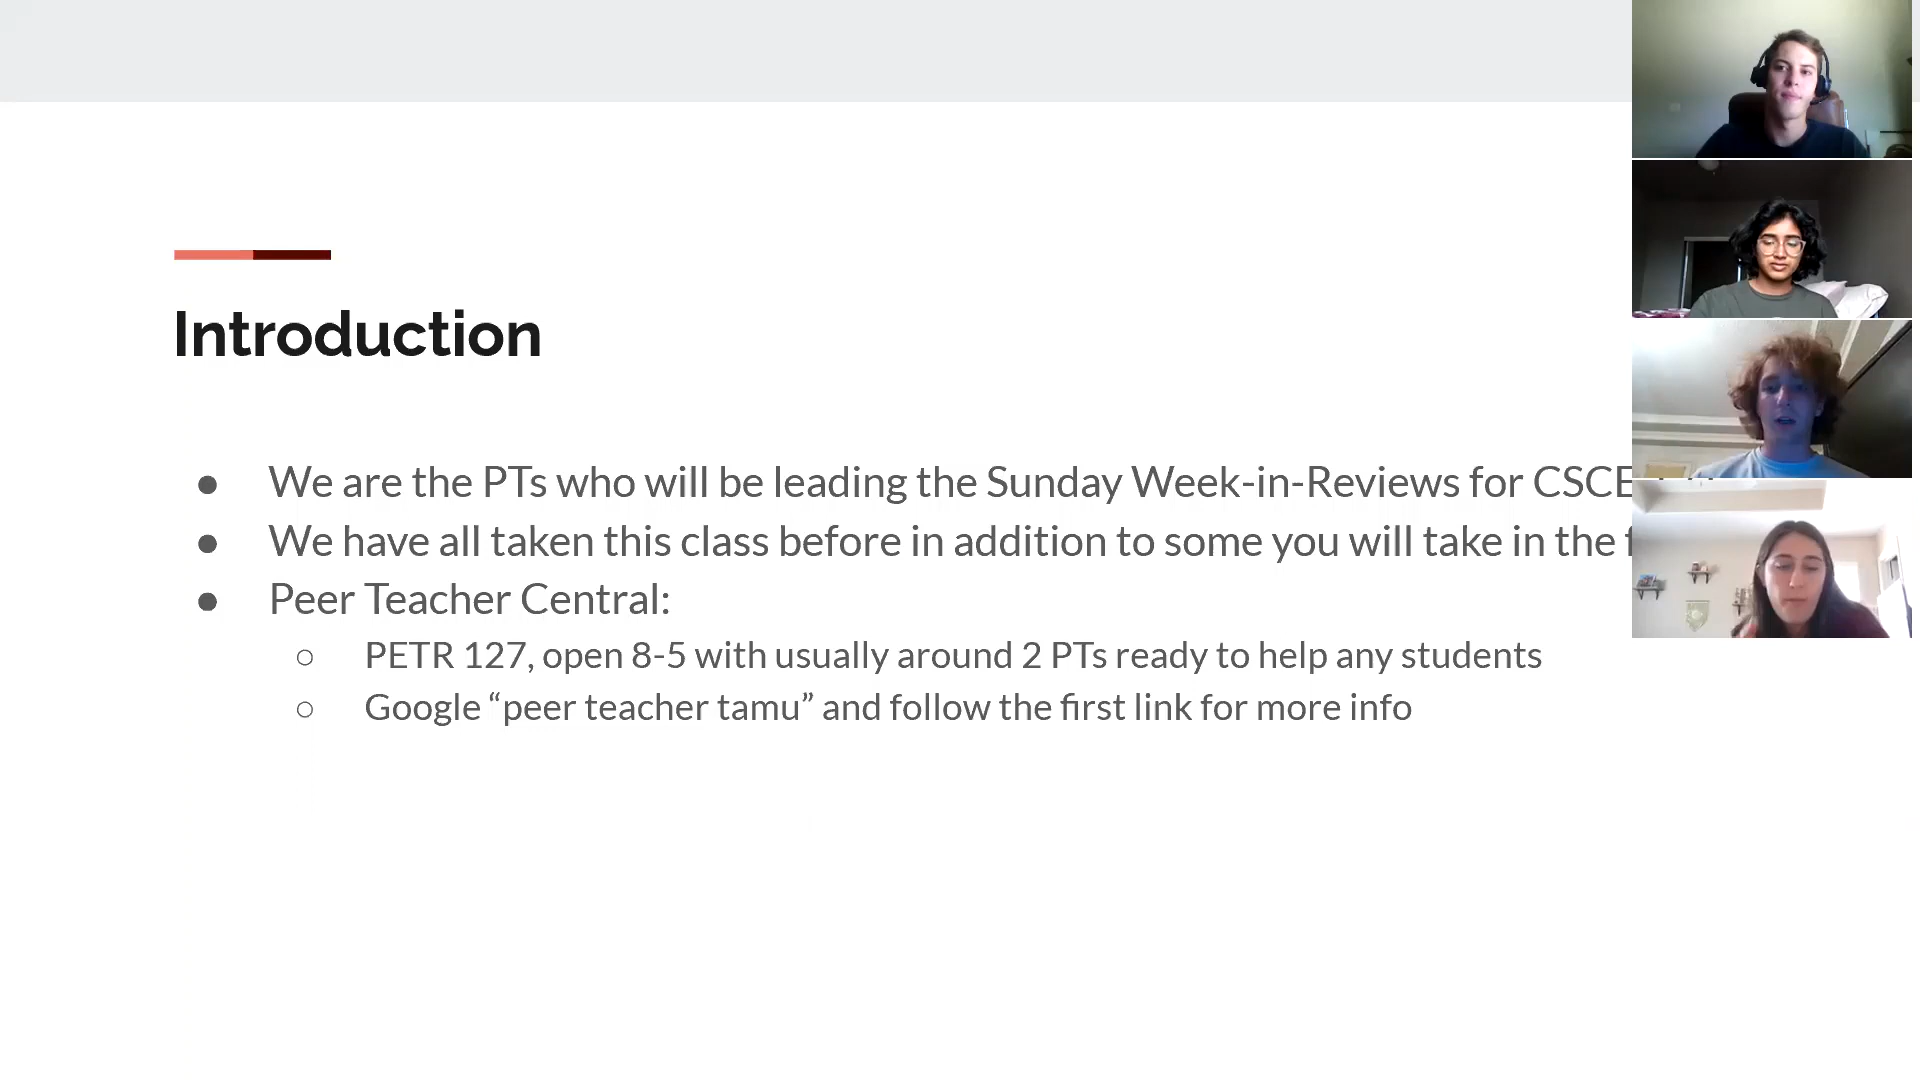 Introduction
● We are the PTs who will be leading the Sunday Week-in-Reviews for CSCE
● We have all taken this class before in addition to some you will take in the
● Peer Teacher Central:
○ PETR 127, open 8-5 with usually around 2 PTs ready to help any students
○ Google “peer teacher tamu” and follow the first link for more info